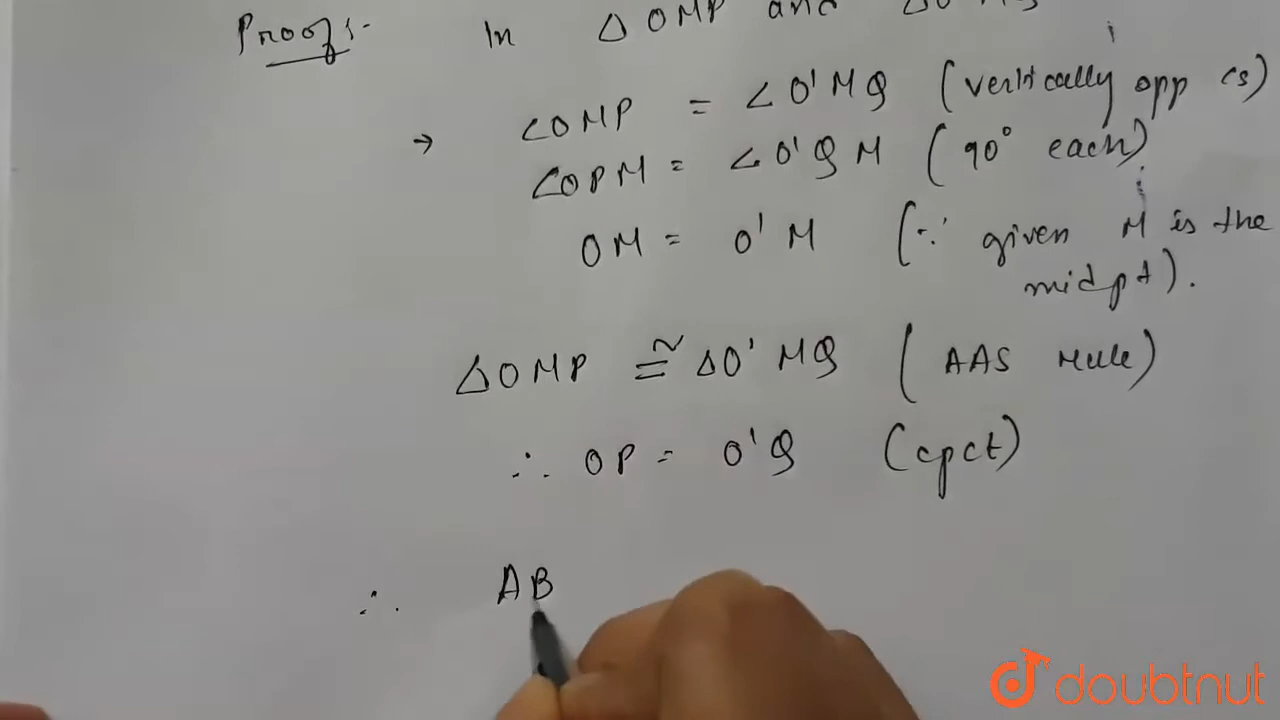 Proof:- In △OMP and △O'MQ
→ ∠OMP = ∠O'MQ (vertically opp ∠s)
∠OPM = ∠O'QM (90° each)
OM = O'M (∵ given M is the
midpt).
△OMP ≅ △O'MQ (AAS rule)
∴ OP = O'Q (cpct)
∴ AB
doubtnut